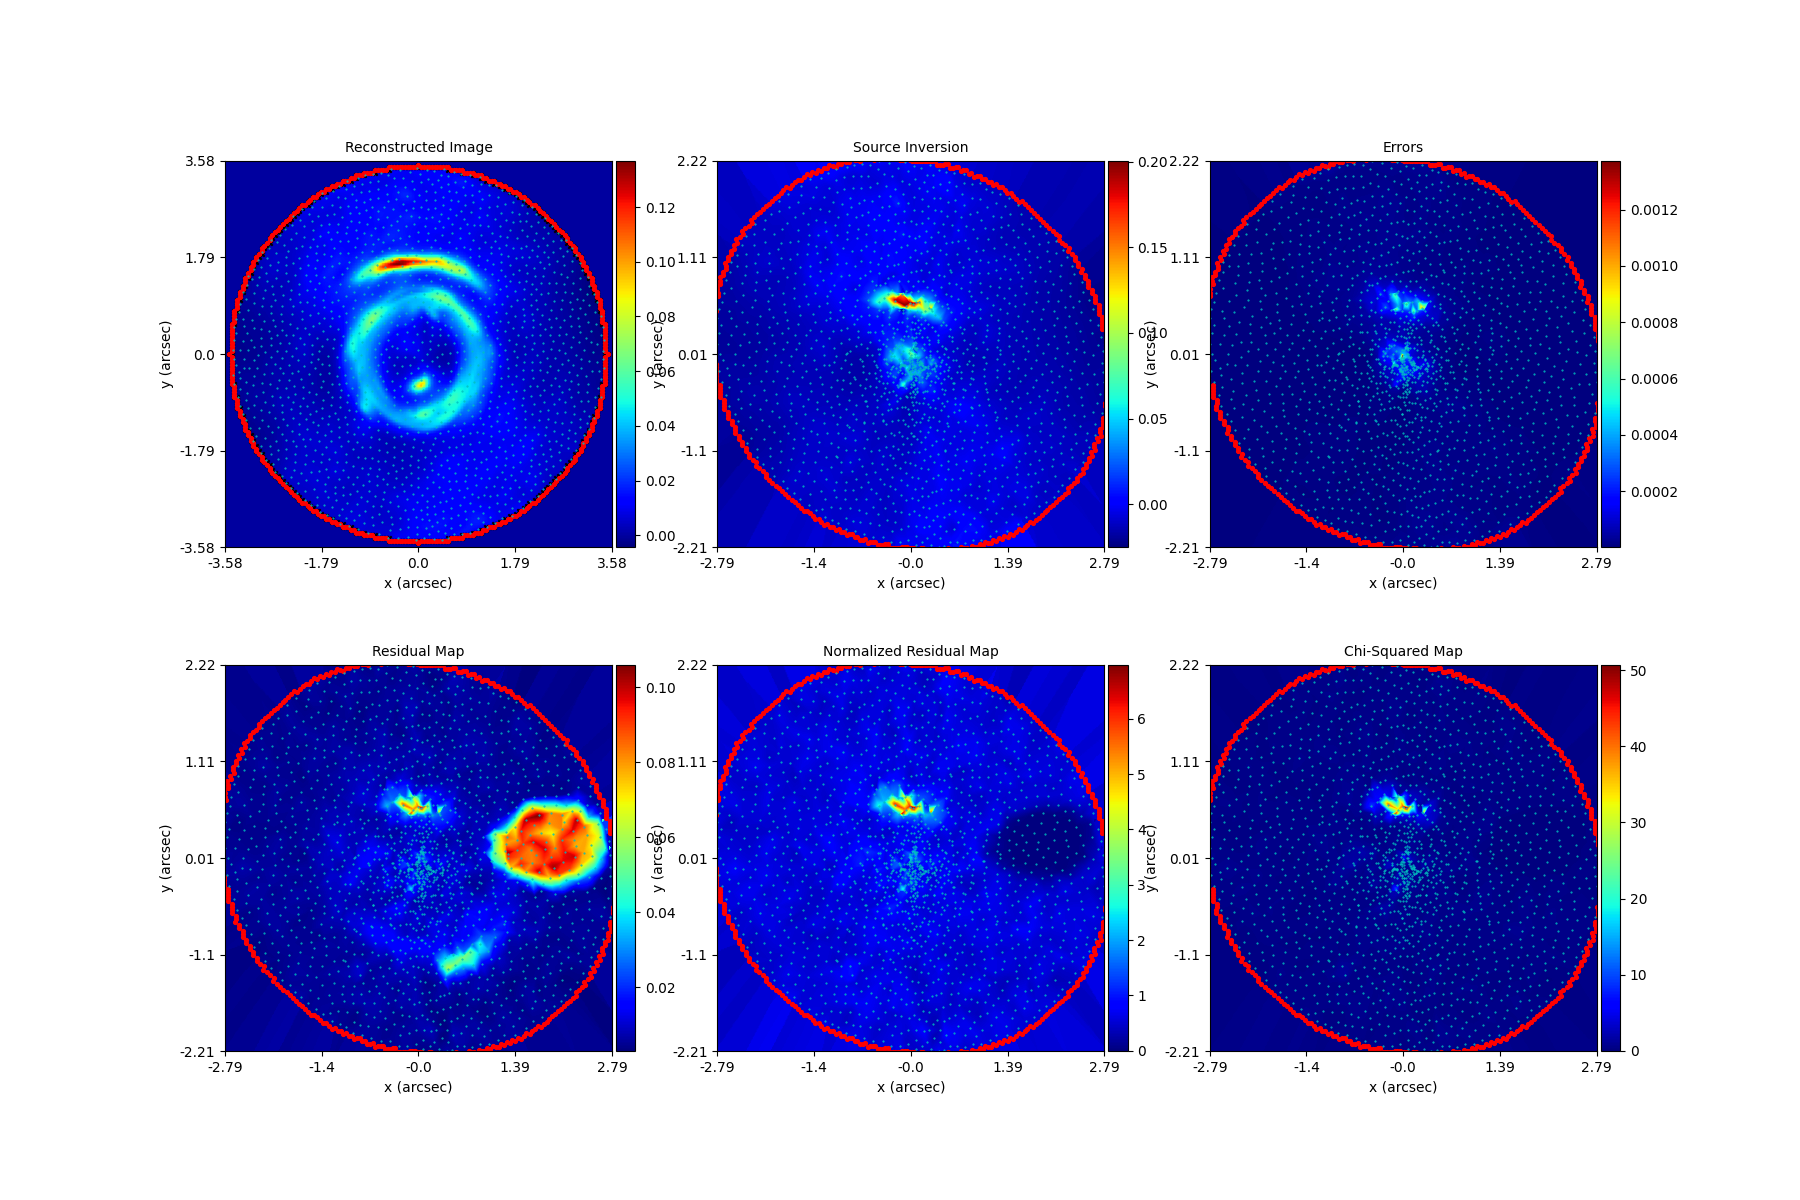 Reconstructed Image
3.58
1.79
0.0
-1.79
-3.58
y (arcsec)
-3.58 -1.79 0.0 1.79 3.58
x (arcsec)
0.12
0.10
0.08
0.06
0.04
0.02
0.00
Source Inversion
2.22
1.11
0.01
-1.1
-2.21
y (arcsec)
-2.79 -1.4 -0.0 1.39 2.79
x (arcsec)
0.20
0.15
0.10
0.05
0.00
Errors
2.22
1.11
0.01
-1.1
-2.21
y (arcsec)
-2.79 -1.4 -0.0 1.39 2.79
x (arcsec)
0.0012
0.0010
0.0008
0.0006
0.0004
0.0002
Residual Map
2.22
1.11
0.01
-1.1
-2.21
y (arcsec)
-2.79 -1.4 -0.0 1.39 2.79
x (arcsec)
0.10
0.08
0.06
0.04
0.02
Normalized Residual Map
2.22
1.11
0.01
-1.1
-2.21
y (arcsec)
-2.79 -1.4 -0.0 1.39 2.79
x (arcsec)
6
5
4
3
2
1
0
Chi-Squared Map
2.22
1.11
0.01
-1.1
-2.21
y (arcsec)
-2.79 -1.4 -0.0 1.39 2.79
x (arcsec)
50
40
30
20
10
0